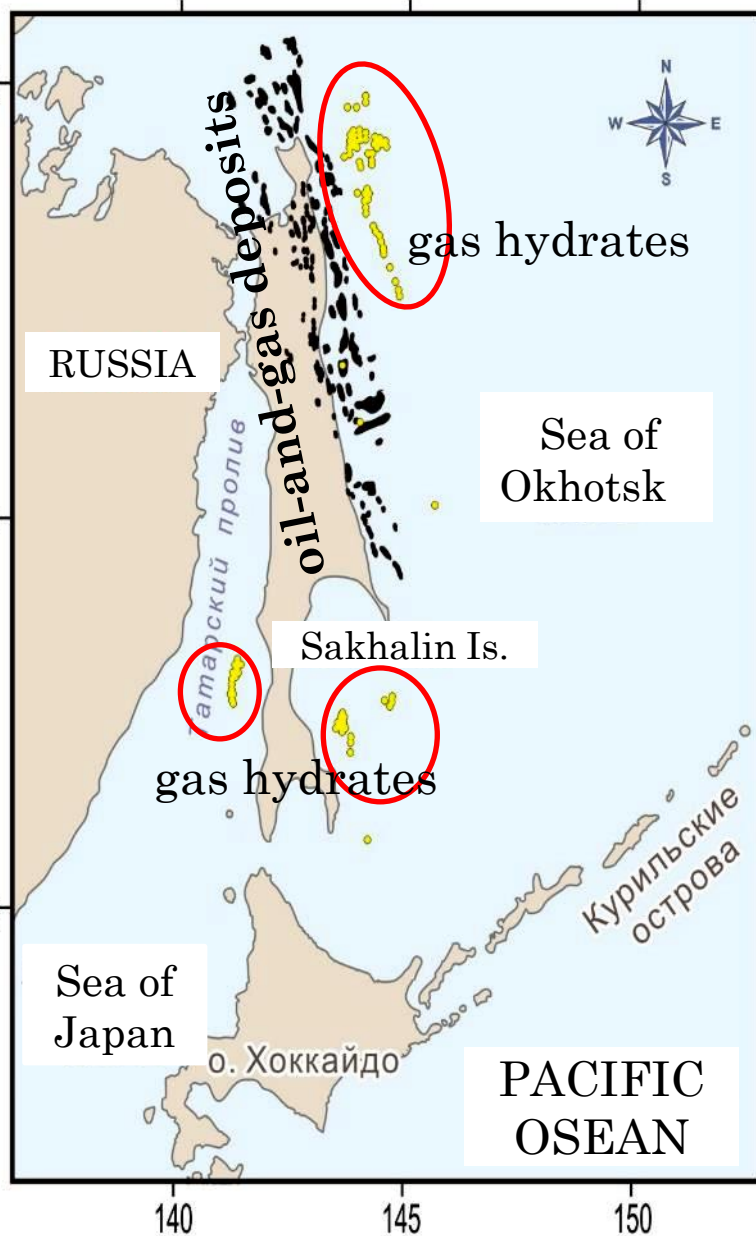 N
W E
S
oil-and-gas deposits
gas hydrates
RUSSIA
Sea of
Okhotsk
Татарский пролив
Sakhalin Is.
gas hydrates
Курильские
острова
Sea of
Japan
о. Хоккайдо
PACIFIC
OSEAN
140 145 150